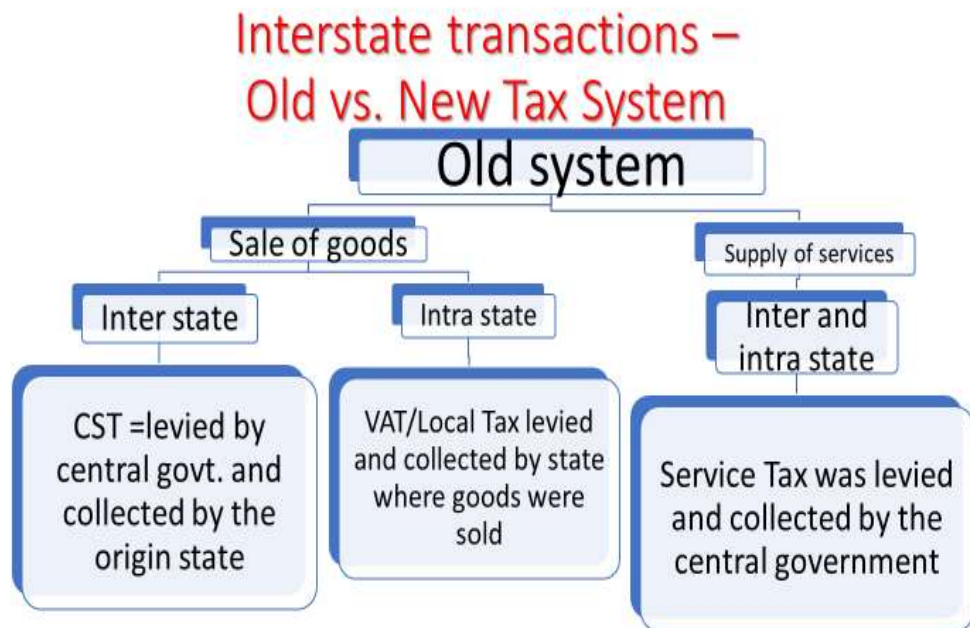 Interstate transactions –
Old vs. New Tax System
Old system
Sale of goods
Supply of services
Inter state
Intra state
Inter and
intra state
CST =levied by
central govt. and
collected by the
origin state
VAT/Local Tax levied
and collected by state
where goods were
sold
Service Tax was levied
and collected by the
central government